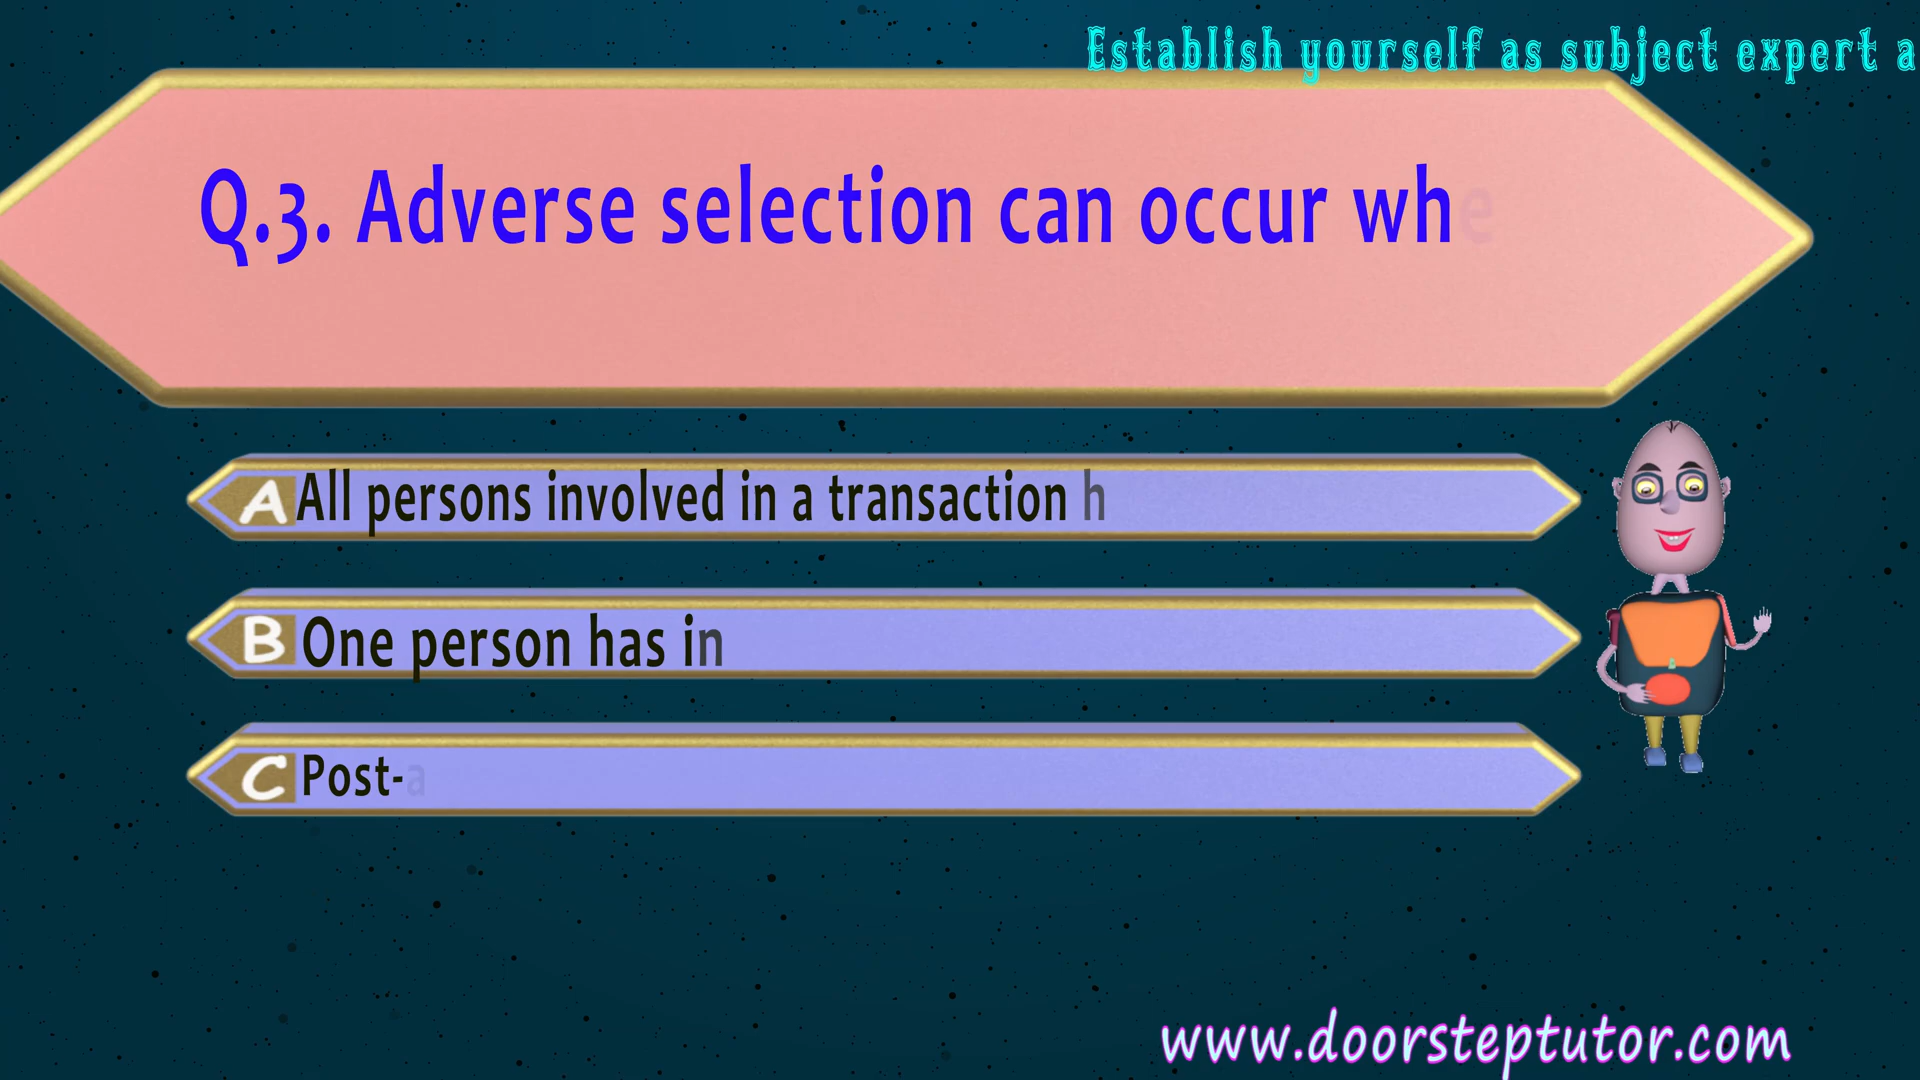 Establish yourself as subject expert a
Q.3. Adverse selection can occur whe
A All persons involved in a transaction h
B One person has in
C Post-a
www.doorsteptutor.com